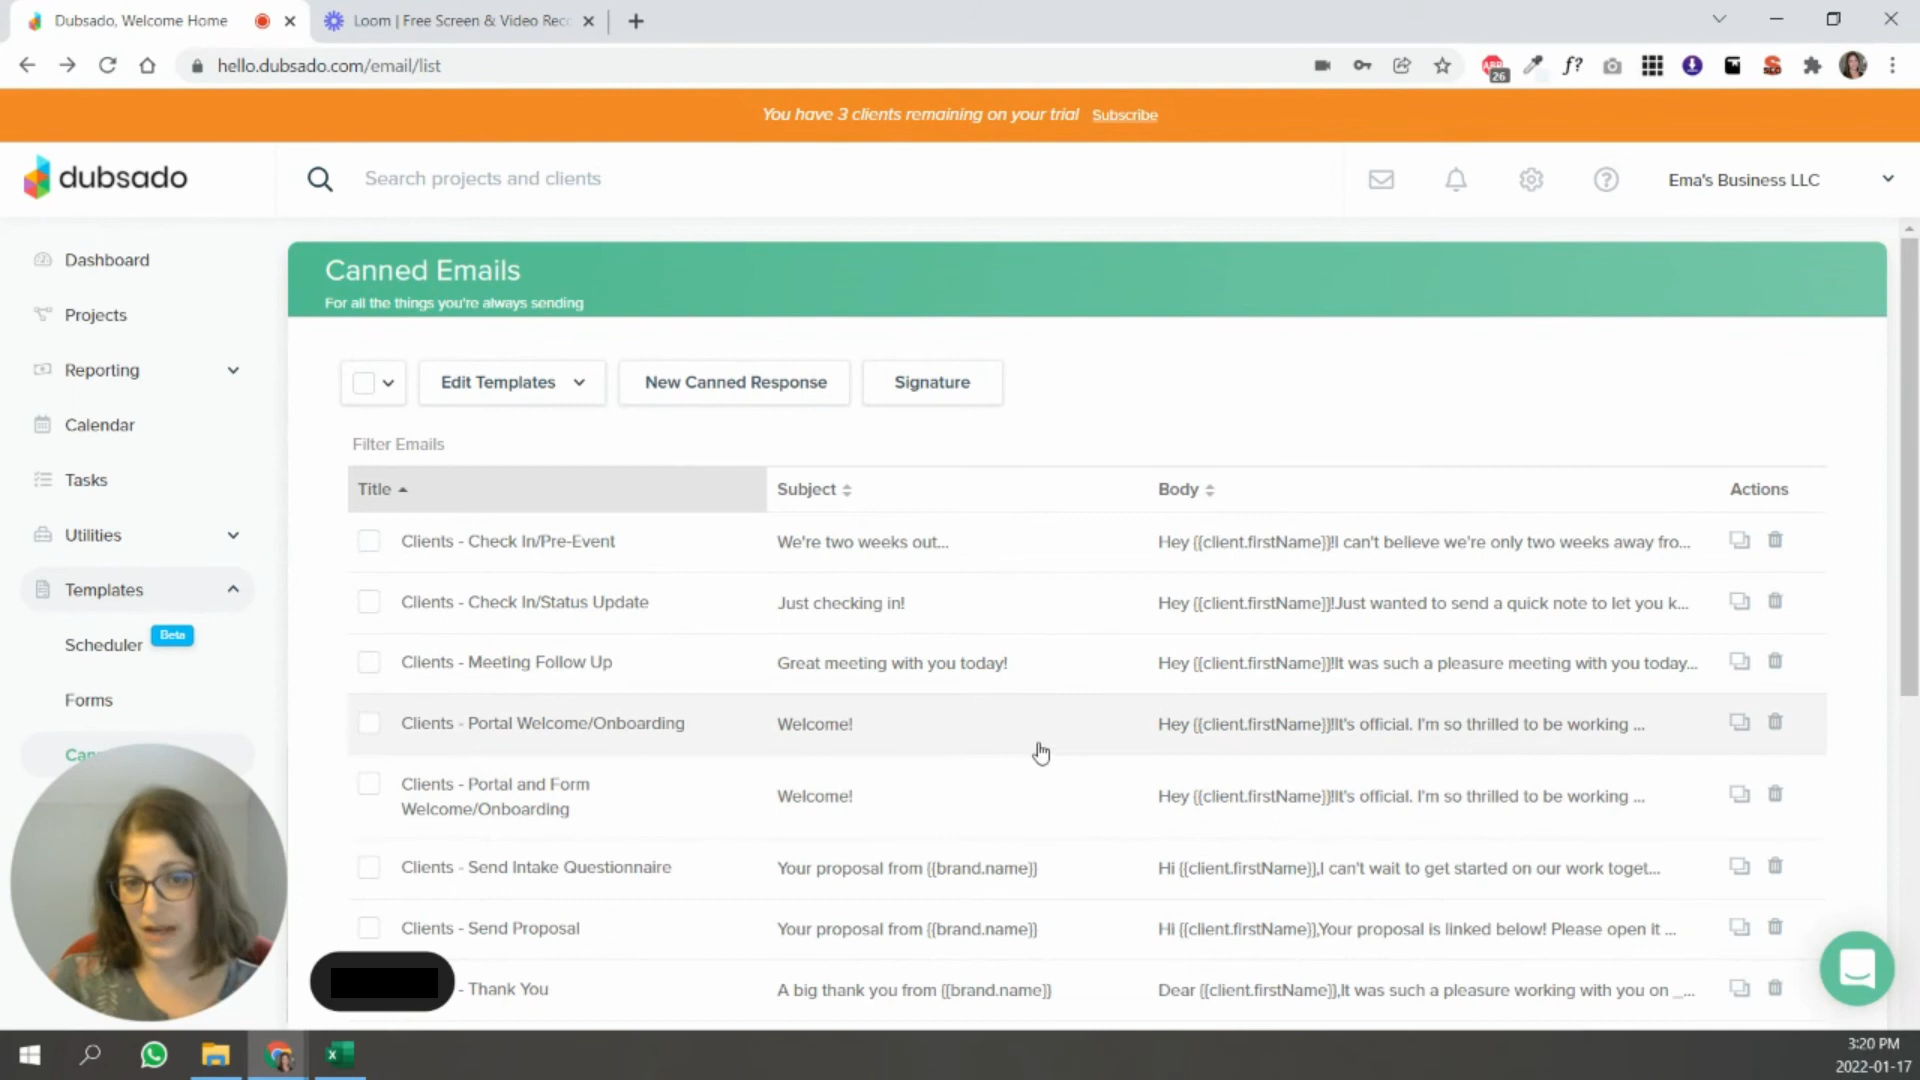 Dubsado, Welcome Home
Loom | Free Screen & Video Rec
hello.dubsado.com/email/list
ABP
26
f?
You have 3 clients remaining on your trial Subscribe
dubsado
Search projects and clients
Ema's Business LLC
Dashboard
Projects
Reporting
Calendar
Tasks
Utilities
Templates
Scheduler Beta
Forms
Can
Canned Emails
For all the things you're always sending
Edit Templates
New Canned Response
Signature
Filter Emails
Title Subject Body Actions
Clients - Check In/Pre-Event We're two weeks out... Hey {{client.firstName}}!I can't believe we're only two weeks away fro...
Clients - Check In/Status Update Just checking in! Hey {{client.firstName}}!Just wanted to send a quick note to let you k...
Clients - Meeting Follow Up Great meeting with you today! Hey {{client.firstName}}!It was such a pleasure meeting with you today...
Clients - Portal Welcome/Onboarding Welcome! Hey {{client.firstName}}!It's official. I'm so thrilled to be working ...
Clients - Portal and Form
Welcome/Onboarding Welcome! Hey {{client.firstName}}!It's official. I'm so thrilled to be working ...
Clients - Send Intake Questionnaire Your proposal from {{brand.name}} Hi {{client.firstName}},I can't wait to get started on our work toget...
Clients - Send Proposal Your proposal from {{brand.name}} Hi {{client.firstName}},Your proposal is linked below! Please open it ...
- Thank You A big thank you from {{brand.name}} Dear {{client.firstName}},It was such a pleasure working with you on _...
3:20 PM
2022-01-17